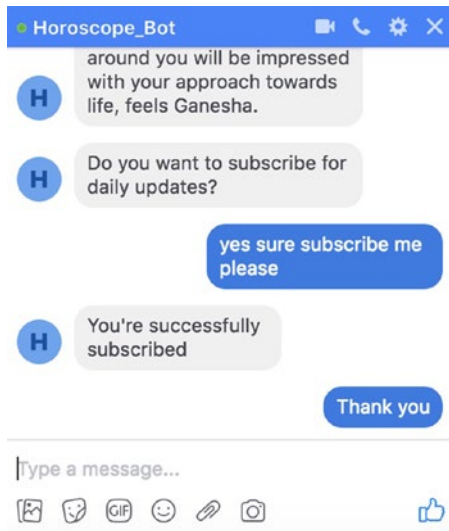 Horoscope_Bot
around you will be impressed
with your approach towards
life, feels Ganesha.
H
Do you want to subscribe for
daily updates?
H
yes sure subscribe me
please
You're successfully
subscribed
H
Thank you
Type a message...
GIF